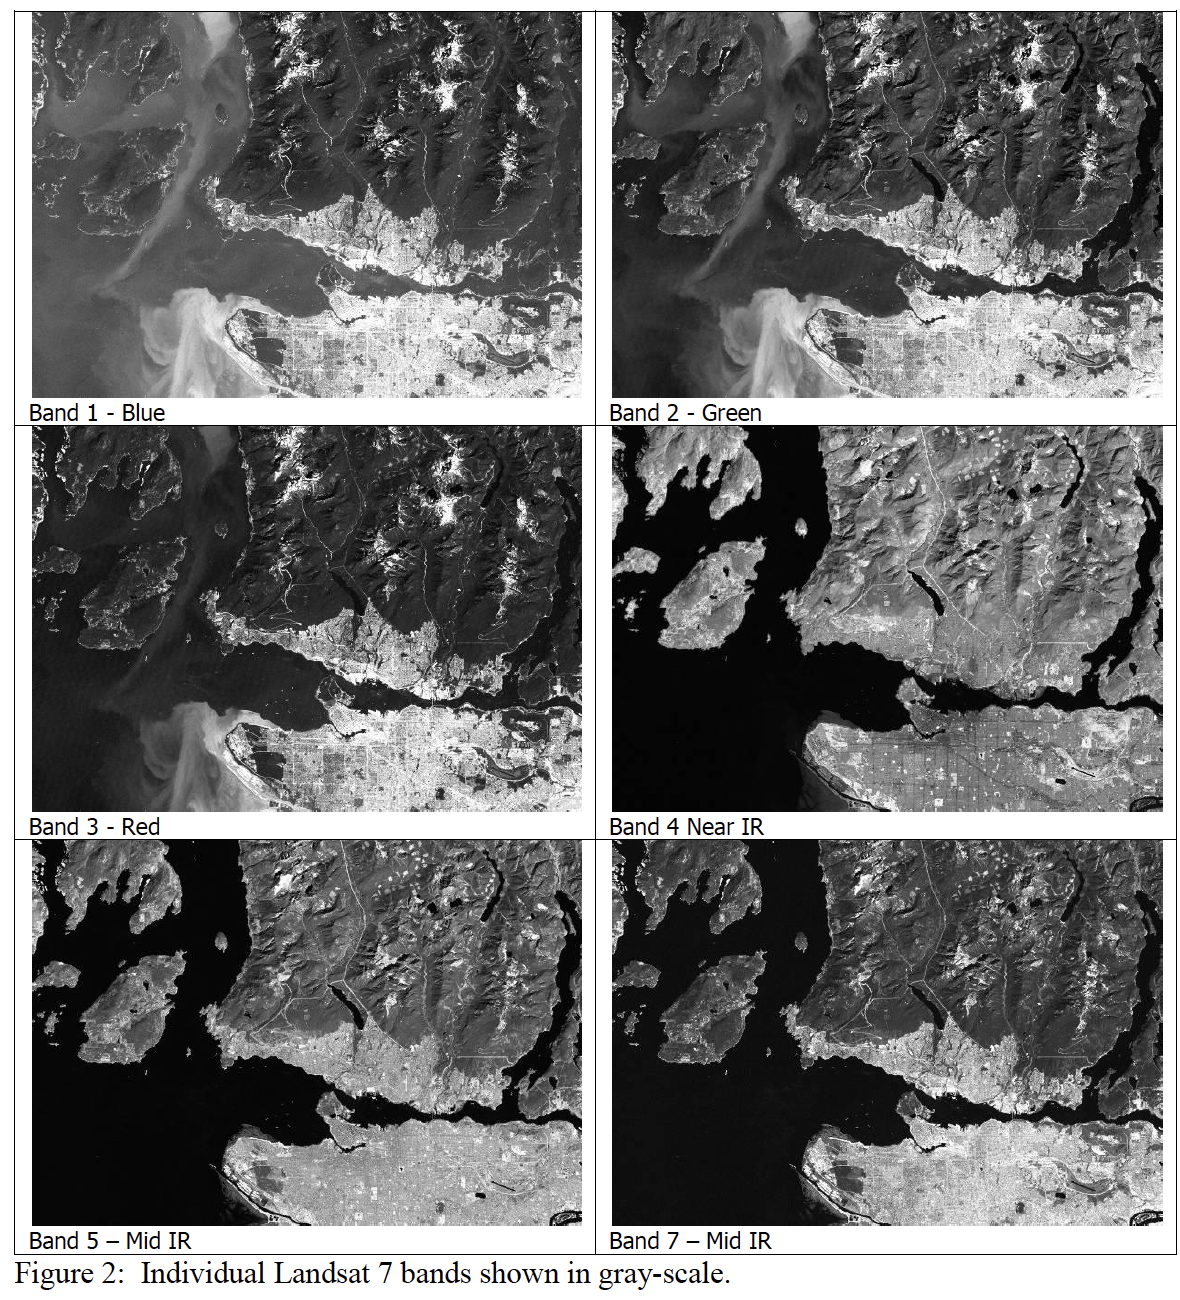 Band 1 - Blue
Band 2 - Green
Band 3 - Red
Band 4 Near IR
Band 5 – Mid IR
Band 7 – Mid IR
Figure 2:  Individual Landsat 7 bands shown in gray-scale.